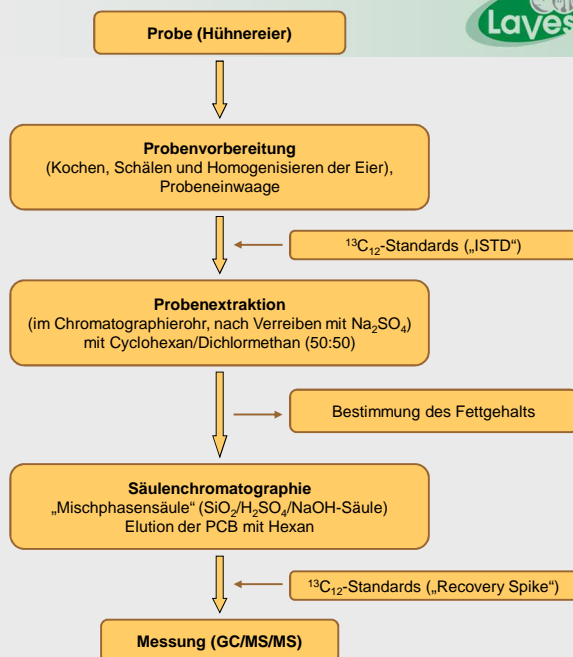 Laves
Probe (Hühnereier)
Probenvorbereitung
(Kochen, Schälen und Homogenisieren der Eier),
Probeneinwaage
¹³C₁₂-Standards („ISTD“)
Probenextraktion
(im Chromatographierohr, nach Verreiben mit Na₂SO₄)
mit Cyclohexan/Dichlormethan (50:50)
Bestimmung des Fettgehalts
Säulenchromatographie
„Mischphasensäule“ (SiO₂/H₂SO₄/NaOH-Säule)
Elution der PCB mit Hexan
¹³C₁₂-Standards („Recovery Spike“)
Messung (GC/MS/MS)